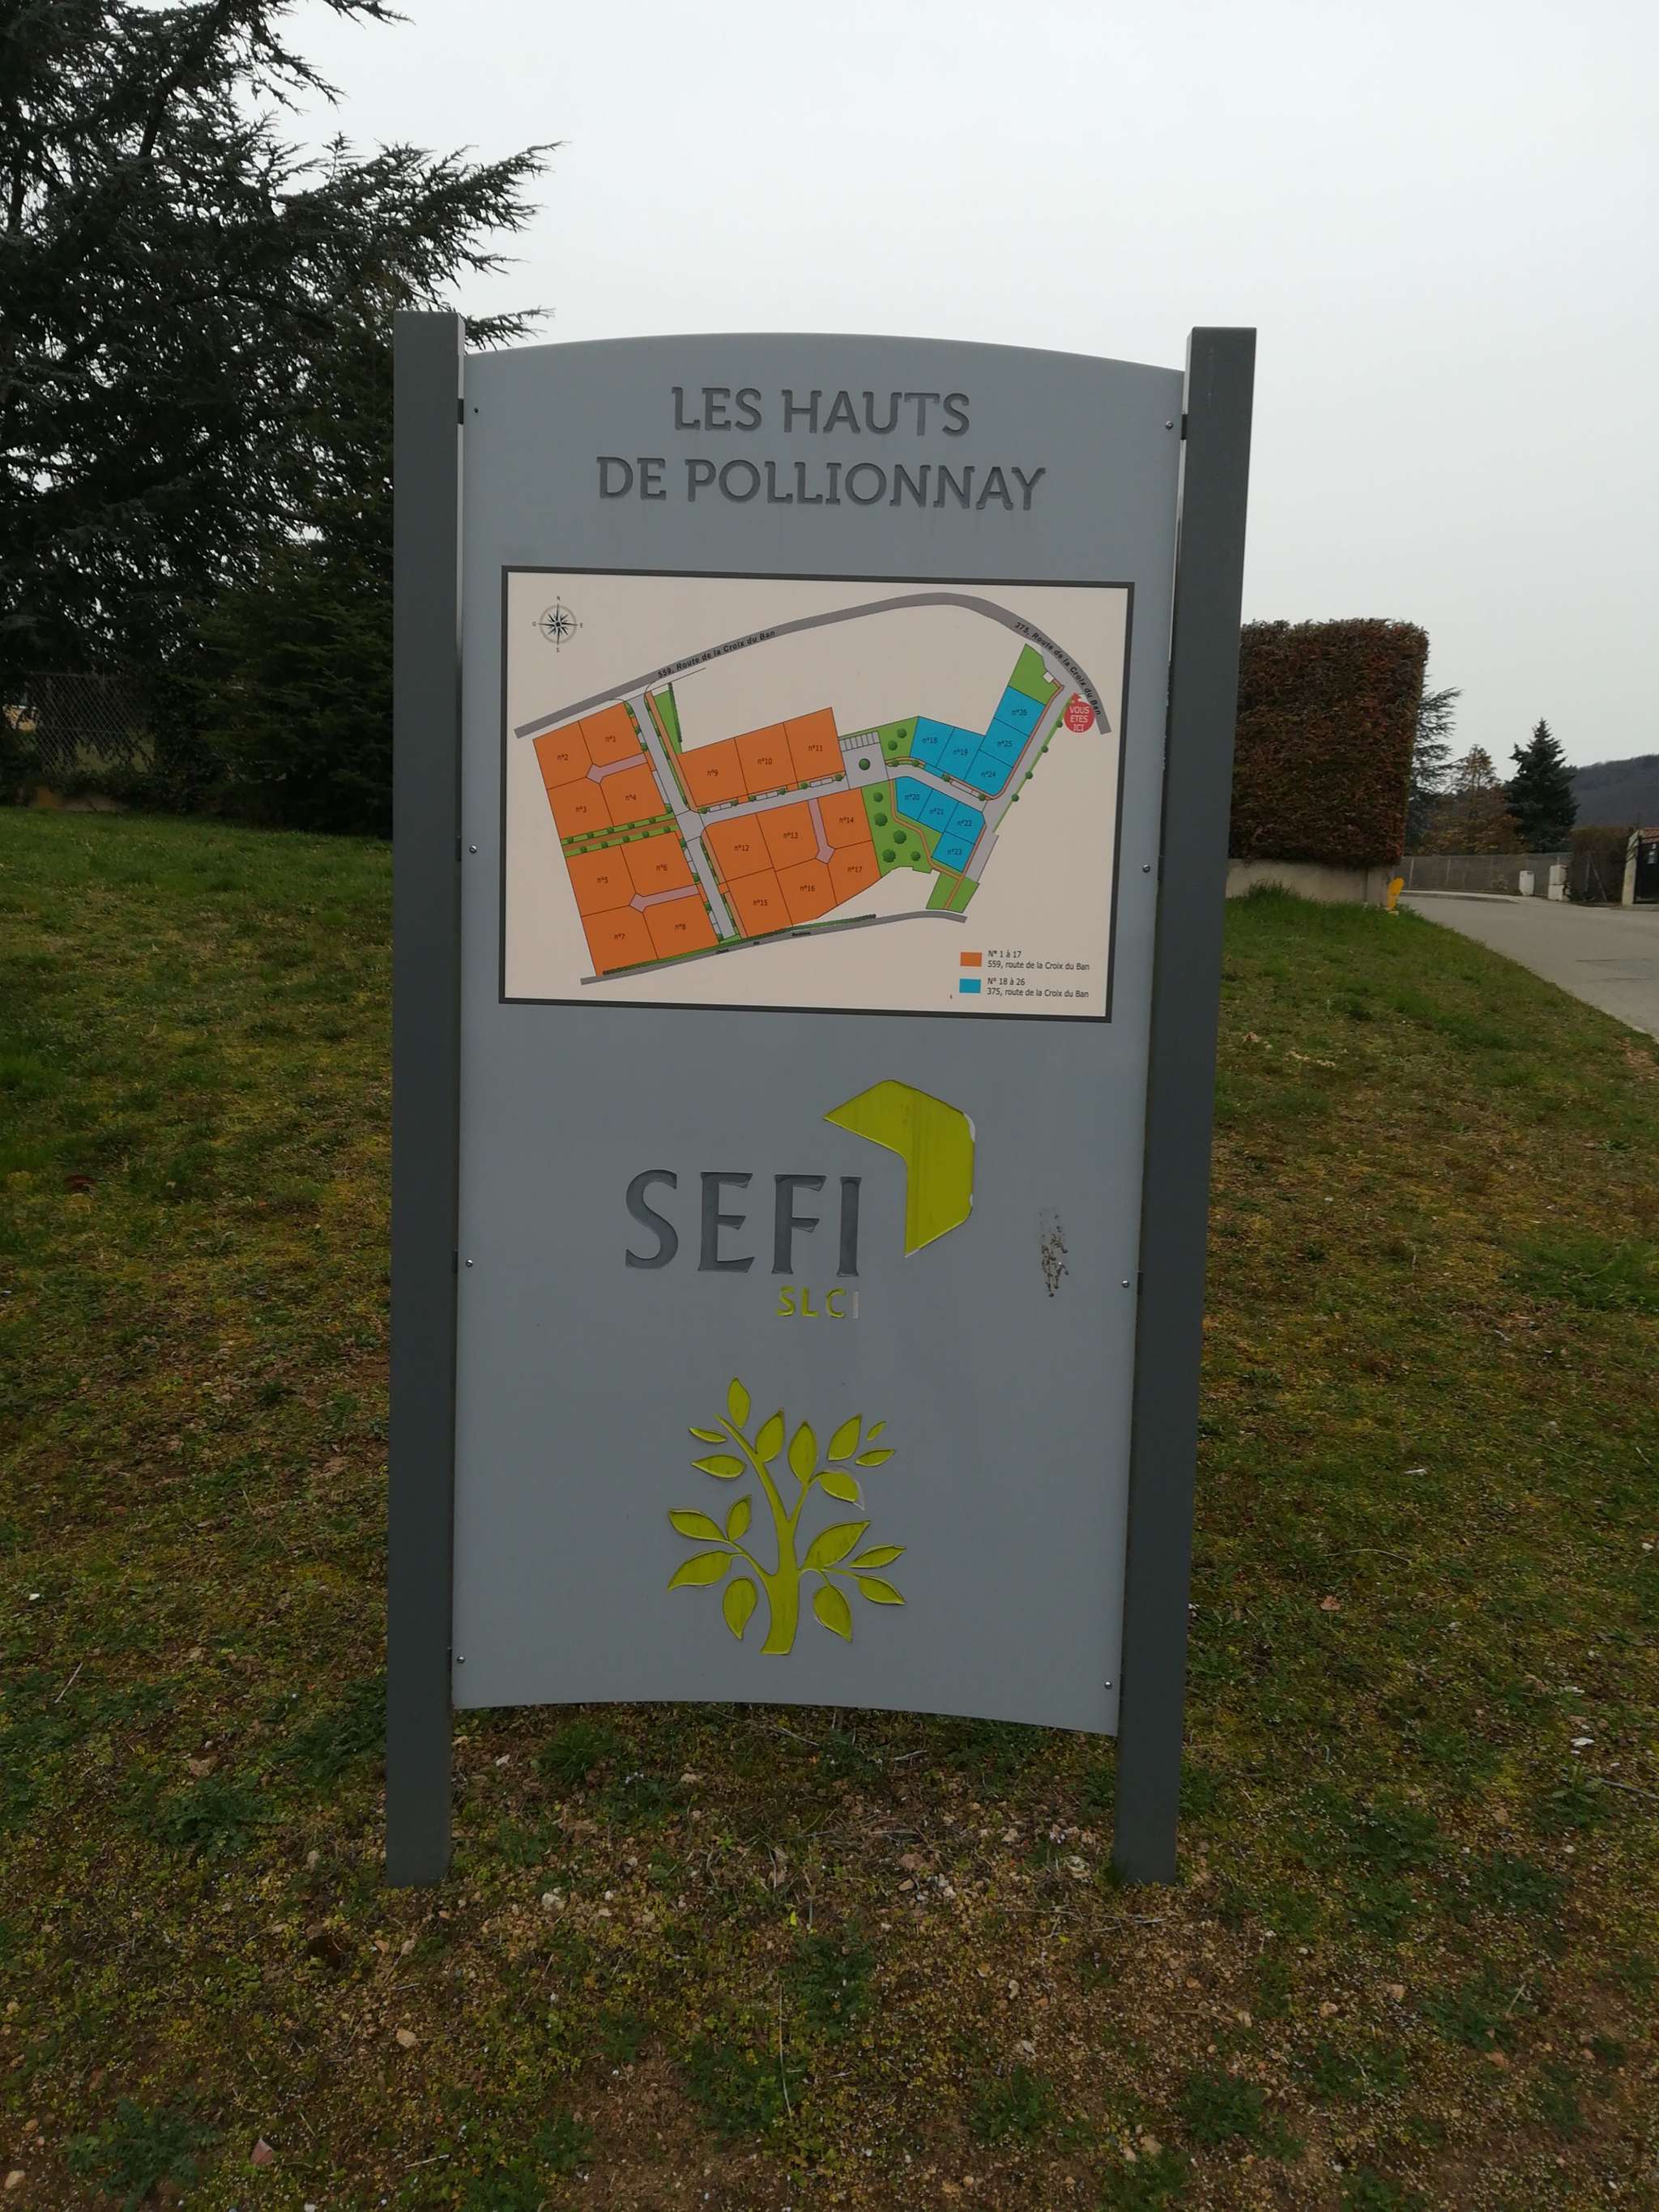 LES HAUTS
DE POLLIONNAY
N
O
E
S
559, Route de la Croix du Ban
375, Route de la Croix du Ban
VOUS
ETES
ICI
n°1
n°2
n°3
n°4
n°5
n°6
n°7
n°8
n°9
n°10
n°11
n°12
n°13
n°14
n°15
n°16
n°17
n°18
n°19
n°20
n°21
n°22
n°23
n°24
n°25
n°26
N° 1 à 17
559, route de la Croix du Ban
N° 18 à 26
375, route de la Croix du Ban
SEFI
SLCI